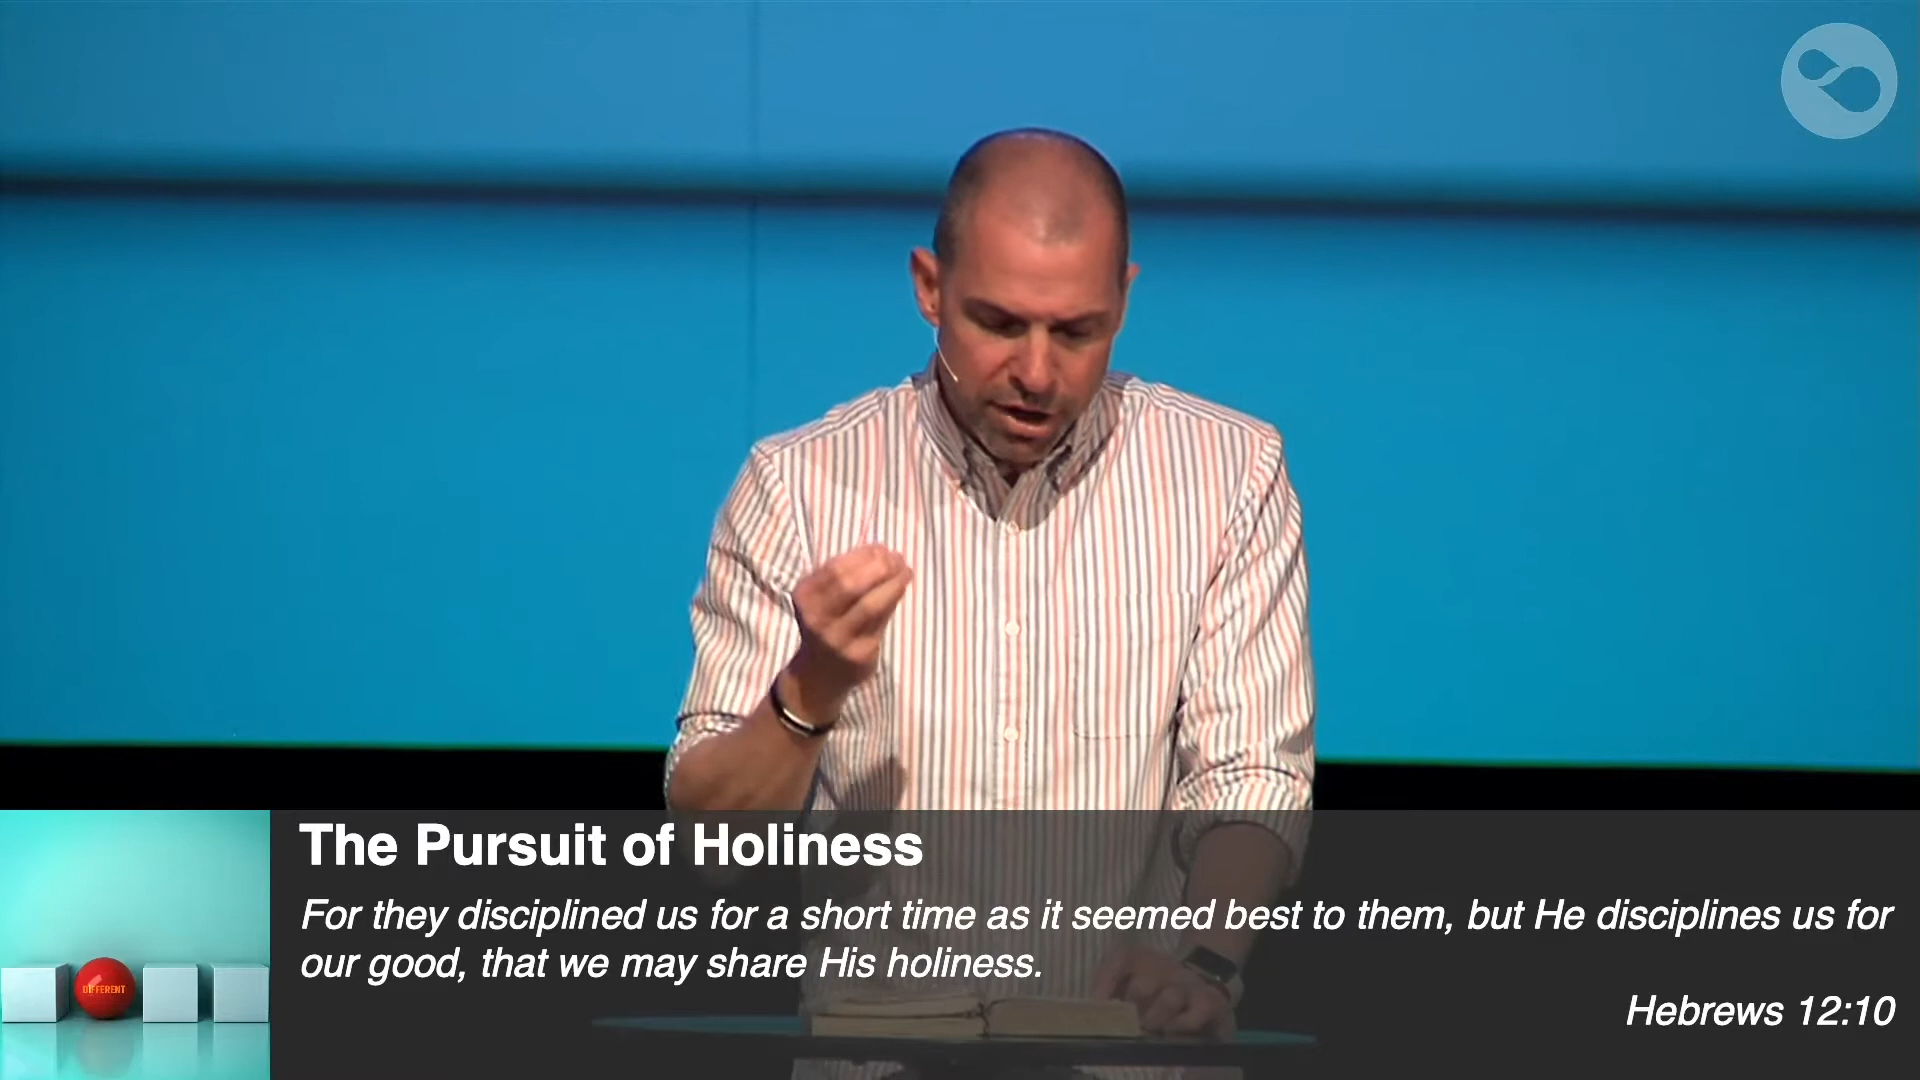 The Pursuit of Holiness
For they disciplined us for a short time as it seemed best to them, but He disciplines us for
our good, that we may share His holiness.
Hebrews 12:10
DIFFERENT